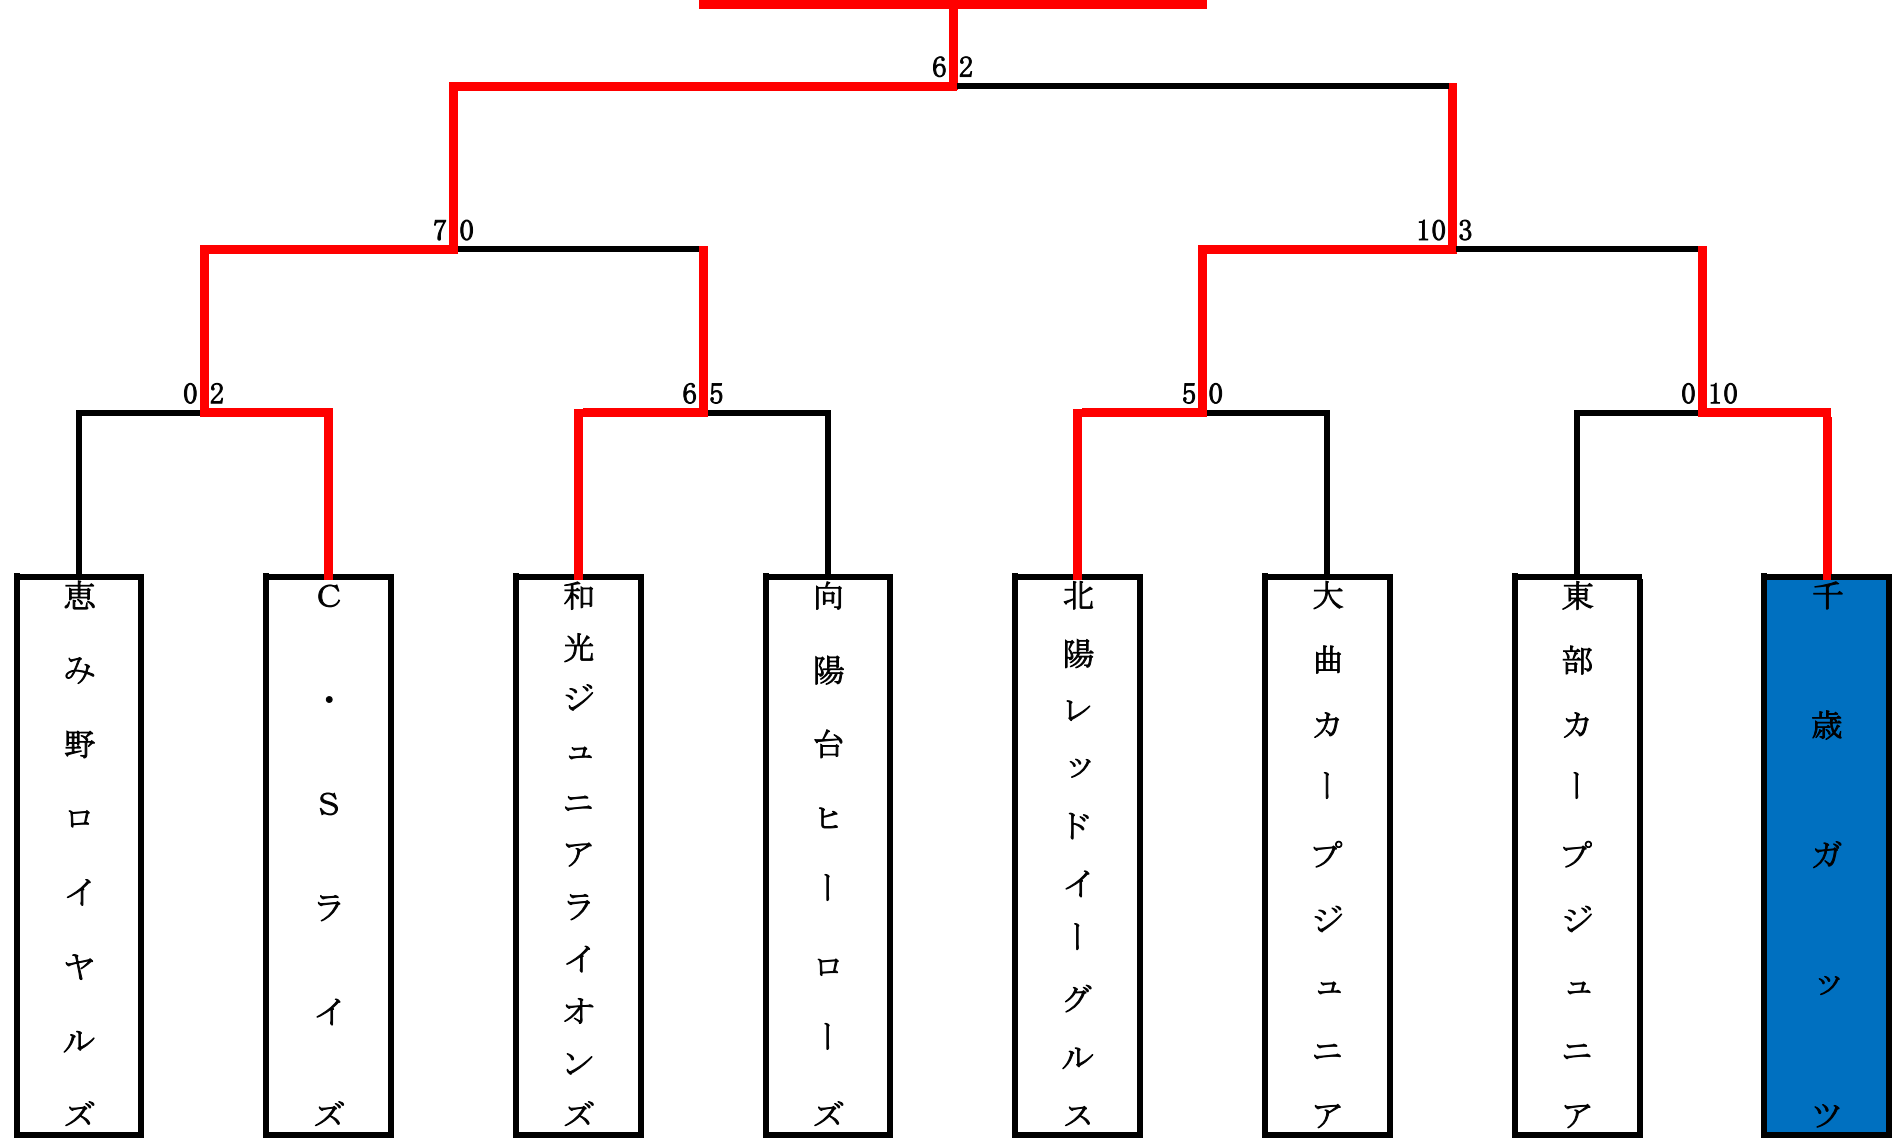 6 2
7 0
10 3
0 2
6 5
5 0
0 10
恵み野ロイヤルズ
C・Sライズ
和光ジュニアライオンズ
向陽台ヒーローズ
北陽レッドイーグルス
大曲カープジュニア
東部カープジュニア
千歳ガッツ